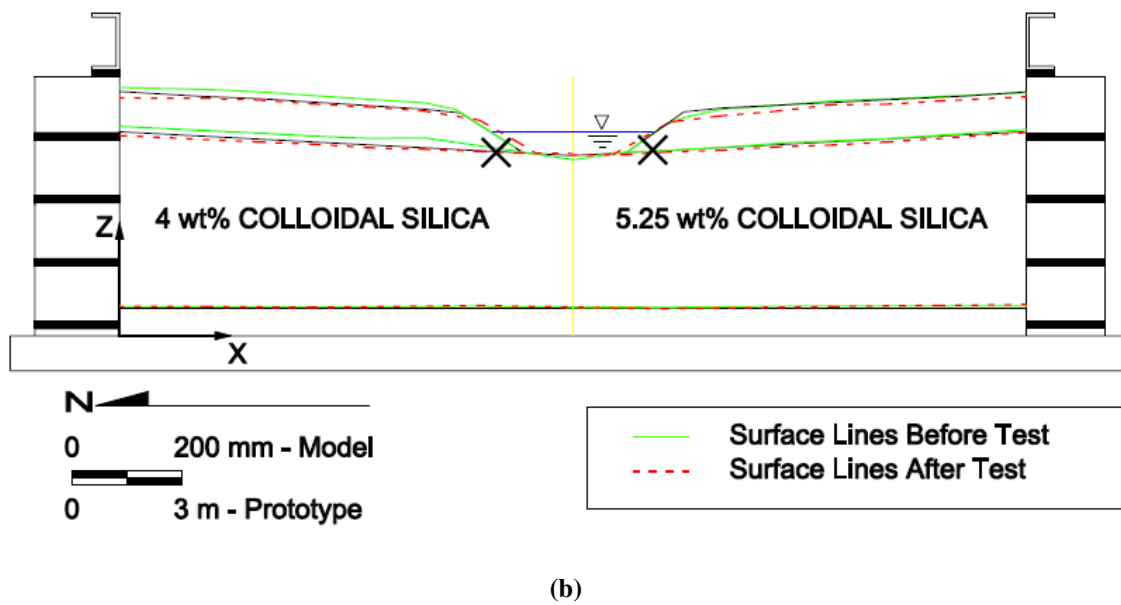 4 wt% COLLOIDAL SILICA
5.25 wt% COLLOIDAL SILICA
Z
X
N
0 200 mm - Model
0 3 m - Prototype
Surface Lines Before Test
Surface Lines After Test
(b)